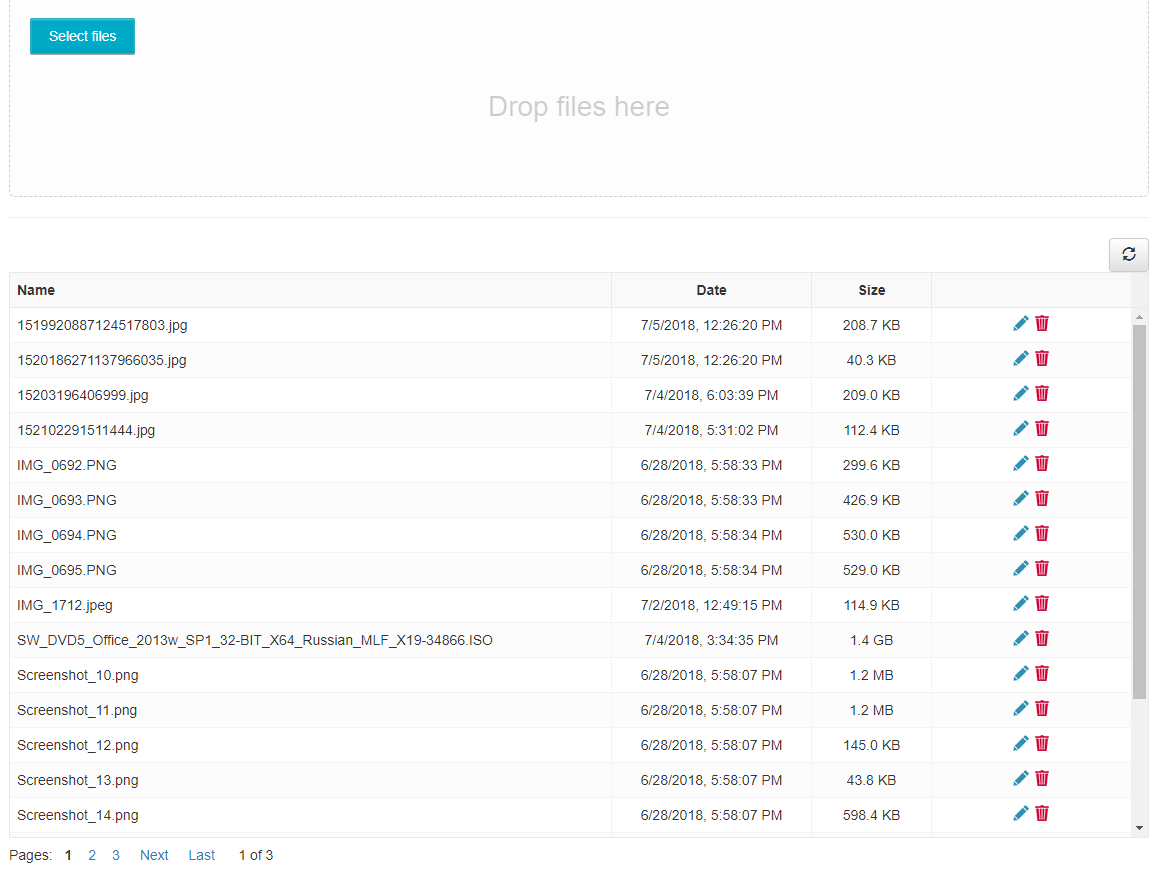 Select files
Drop files here
Name Date Size
1519920887124517803.jpg 7/5/2018, 12:26:20 PM 208.7 KB
1520186271137966035.jpg 7/5/2018, 12:26:20 PM 40.3 KB
15203196406999.jpg 7/4/2018, 6:03:39 PM 209.0 KB
152102291511444.jpg 7/4/2018, 5:31:02 PM 112.4 KB
IMG_0692.PNG 6/28/2018, 5:58:33 PM 299.6 KB
IMG_0693.PNG 6/28/2018, 5:58:33 PM 426.9 KB
IMG_0694.PNG 6/28/2018, 5:58:34 PM 530.0 KB
IMG_0695.PNG 6/28/2018, 5:58:34 PM 529.0 KB
IMG_1712.jpeg 7/2/2018, 12:49:15 PM 114.9 KB
SW_DVD5_Office_2013w_SP1_32-BIT_X64_Russian_MLF_X19-34866.ISO 7/4/2018, 3:34:35 PM 1.4 GB
Screenshot_10.png 6/28/2018, 5:58:07 PM 1.2 MB
Screenshot_11.png 6/28/2018, 5:58:07 PM 1.2 MB
Screenshot_12.png 6/28/2018, 5:58:07 PM 145.0 KB
Screenshot_13.png 6/28/2018, 5:58:07 PM 43.8 KB
Screenshot_14.png 6/28/2018, 5:58:07 PM 598.4 KB
Pages: 1 2 3 Next Last 1 of 3